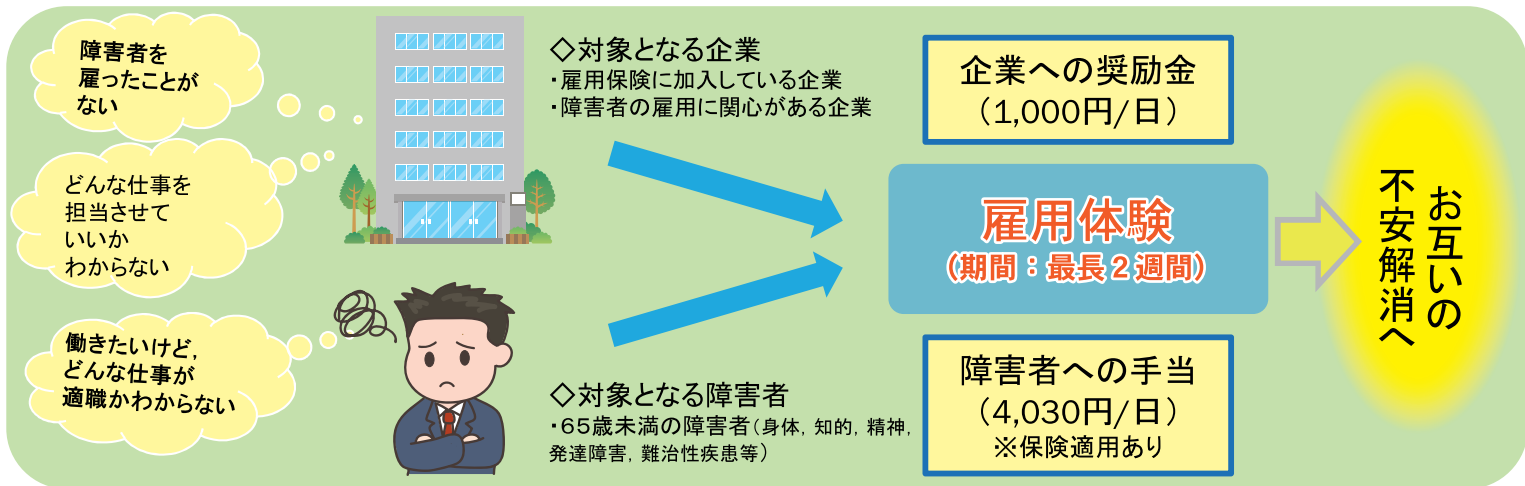 障害者を
雇ったことが
ない
どんな仕事を
担当させて
いいか
わからない
働きたいけど,
どんな仕事が
適職かわからない
◇対象となる企業
・雇用保険に加入している企業
・障害者の雇用に関心がある企業
◇対象となる障害者
・65歳未満の障害者(身体, 知的, 精神,
発達障害, 難治性疾患等)
企業への奨励金
(1,000円/日)
雇用体験
(期間:最長2週間)
障害者への手当
(4,030円/日)
※保険適用あり
お互いの
不安解消へ